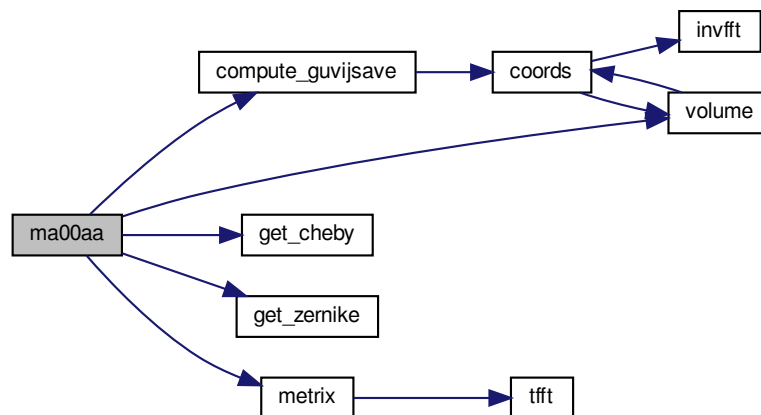 invfft
compute_guvijsave
coords
volume
ma00aa
get_cheby
get_zernike
metrix
tfft